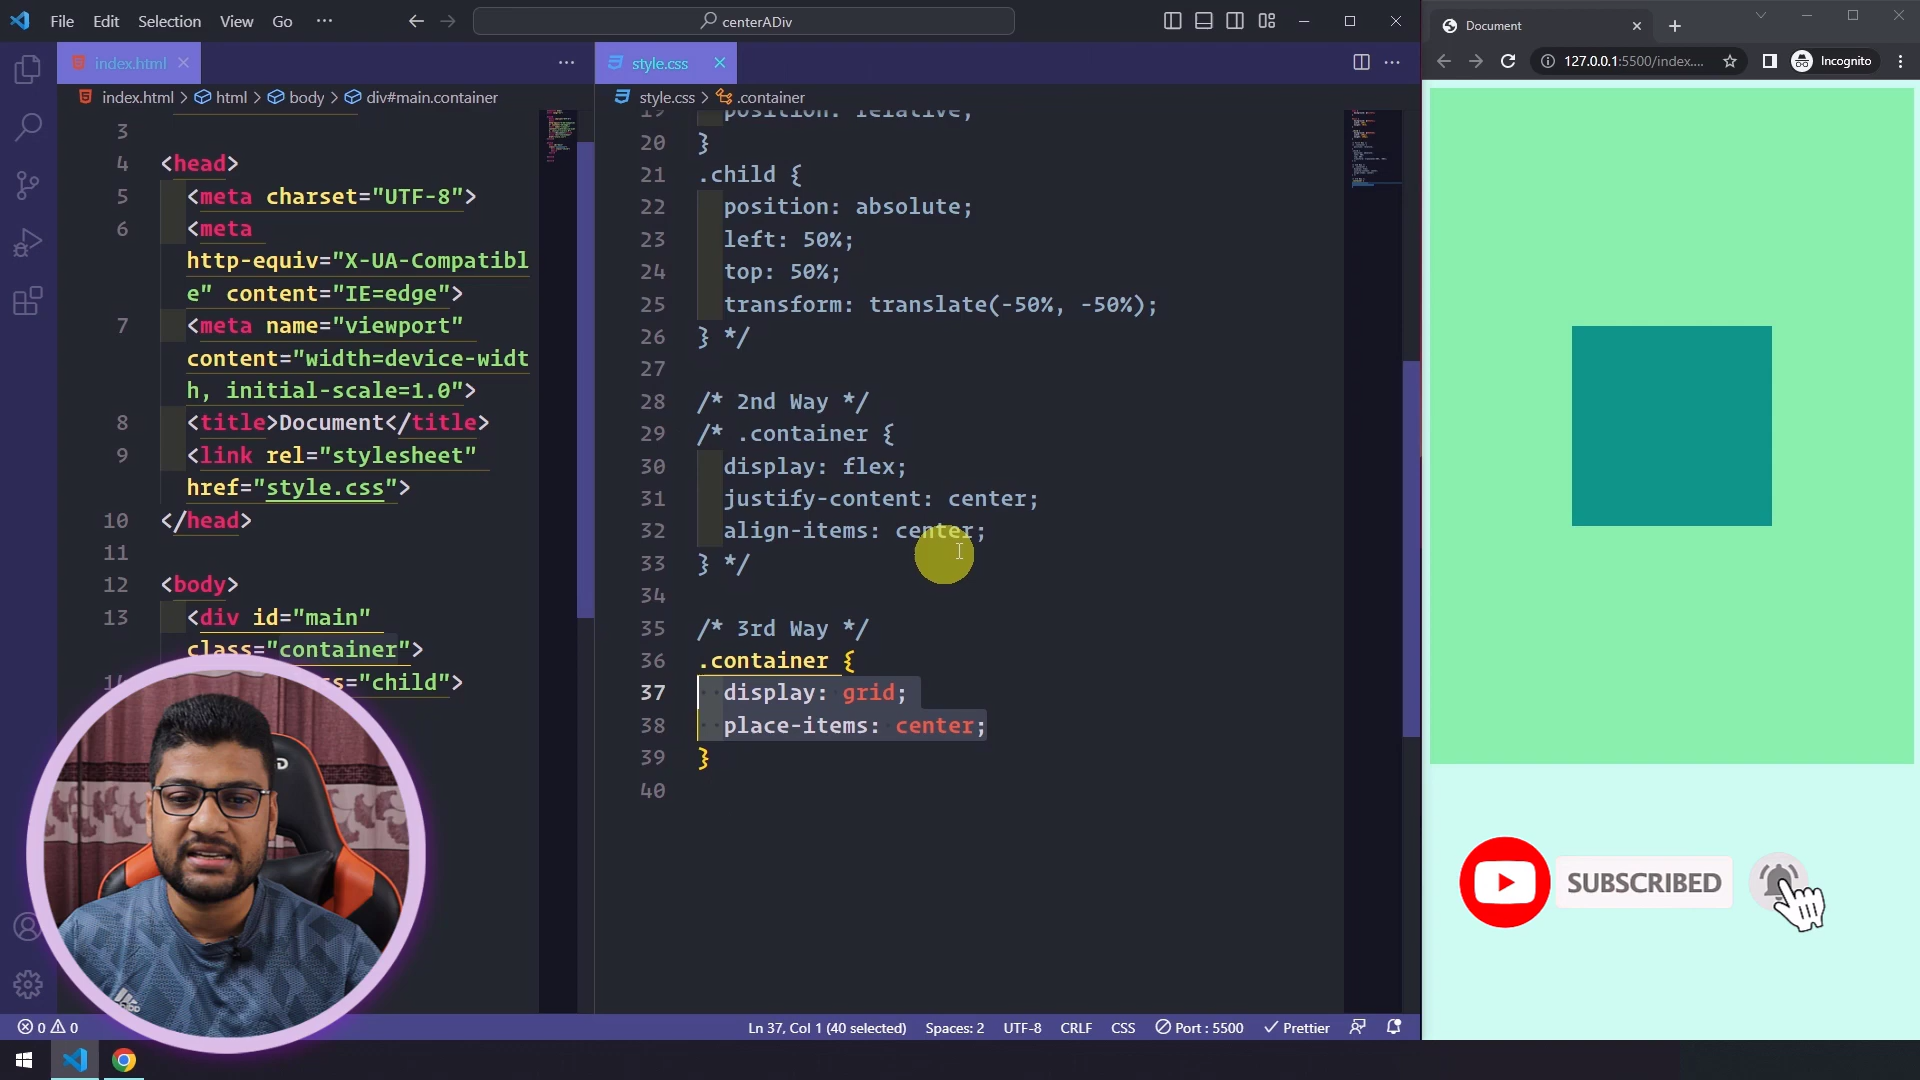 File Edit Selection View Go ··· centerADiv
Document
127.0.0.1:5500/index.... Incognito
index.html
style.css
index.html > html > body > div#main.container
style.css > .container
3
4 <head>
5 <meta charset="UTF-8">
6 <meta
http-equiv="X-UA-Compatibl
e" content="IE=edge">
7 <meta name="viewport"
content="width=device-widt
h, initial-scale=1.0">
8 <title>Document</title>
9 <link rel="stylesheet"
href="style.css">
10 </head>
11
12 <body>
13 <div id="main"
class="container">
="child">
19 position: relative;
20 }
21 .child {
22 position: absolute;
23 left: 50%;
24 top: 50%;
25 transform: translate(-50%, -50%);
26 } */
27
28 /* 2nd Way */
29 /* .container {
30 display: flex;
31 justify-content: center;
32 align-items: center;
33 } */
34
35 /* 3rd Way */
36 .container {
37 display: grid;
38 place-items: center;
39 }
40
SUBSCRIBED
adidas
0 0 Ln 37, Col 1 (40 selected) Spaces: 2 UTF-8 CRLF CSS Port : 5500 Prettier